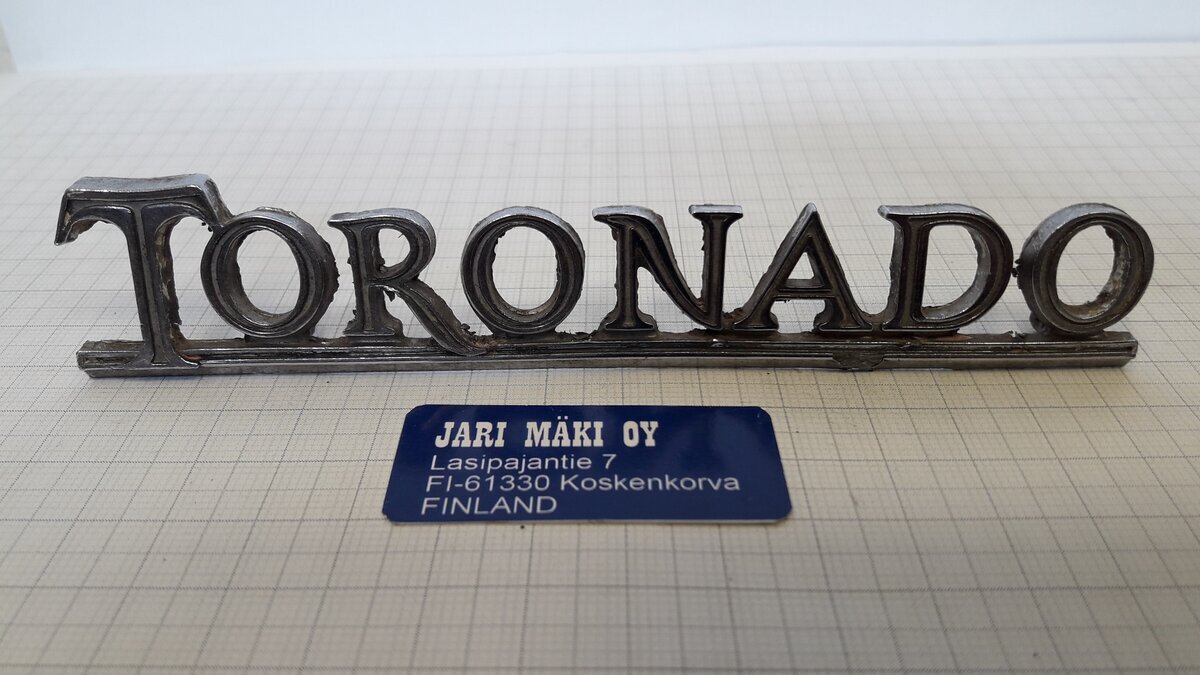 TORONADO
JARI MÄKI OY
Lasipajantie 7
FI-61330 Koskenkorva
FINLAND